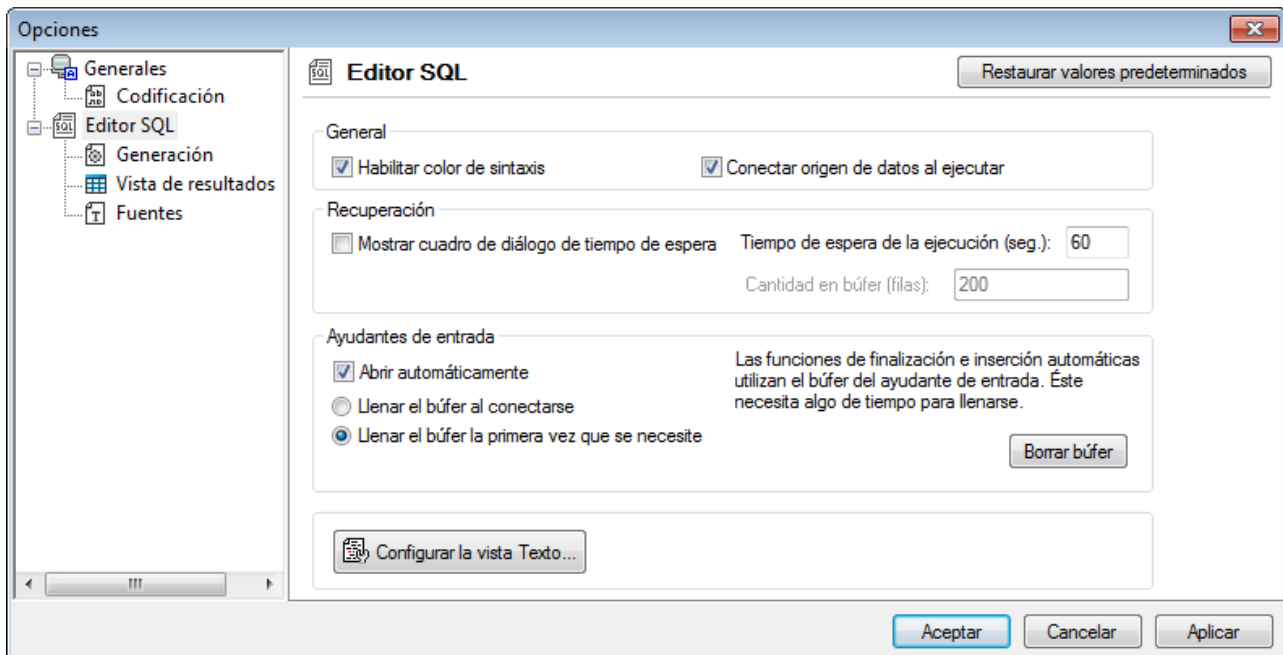 Opciones
Generales
Codificación
Editor SQL
Generación
Vista de resultados
Fuentes
Editor SQL
Restaurar valores predeterminados
General
Habilitar color de sintaxis
Conectar origen de datos al ejecutar
Recuperación
Mostrar cuadro de diálogo de tiempo de espera
Tiempo de espera de la ejecución (seg.): 60
Cantidad en búfer (filas): 200
Ayudantes de entrada
Abrir automáticamente
Llenar el búfer al conectarse
Llenar el búfer la primera vez que se necesite
Las funciones de finalización e inserción automáticas
utilizan el búfer del ayudante de entrada. Éste
necesita algo de tiempo para llenarse.
Borrar búfer
Configurar la vista Texto...
Aceptar
Cancelar
Aplicar